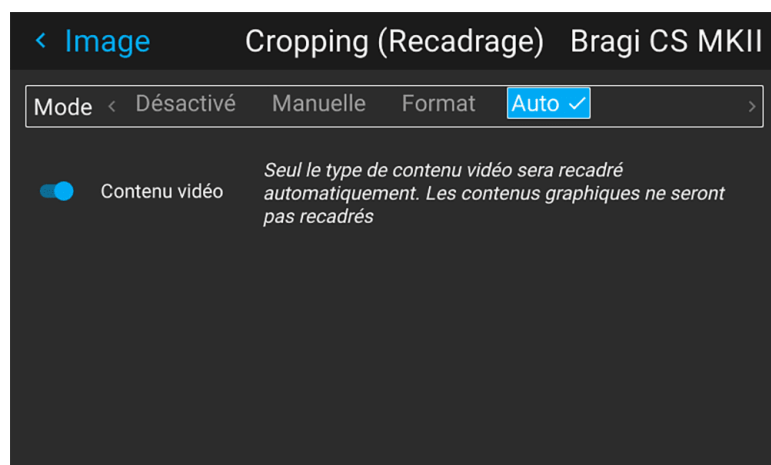 < Image Cropping (Recadrage) Bragi CS MKII
Mode < Désactivé Manuelle Format Auto ✓ >
Contenu vidéo
Seul le type de contenu vidéo sera recadré
automatiquement. Les contenus graphiques ne seront
pas recadrés